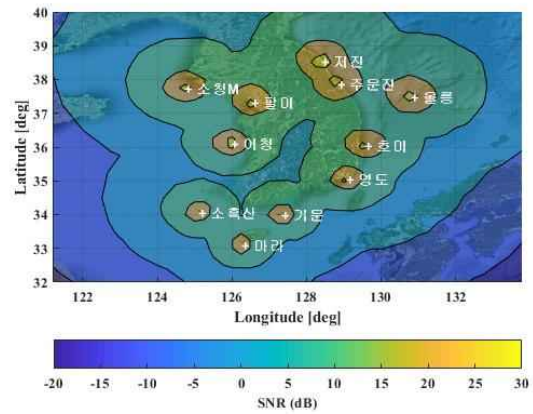 40
39
38
37
36
35
34
33
32
Latitude [deg]
저진
주문진
소청M
팔미
울릉
어청
호미
영도
소흑산
거문
마라
122 124 126 128 130 132
Longitude [deg]
-20 -15 -10 -5 0 5 10 15 20 25 30
SNR (dB)